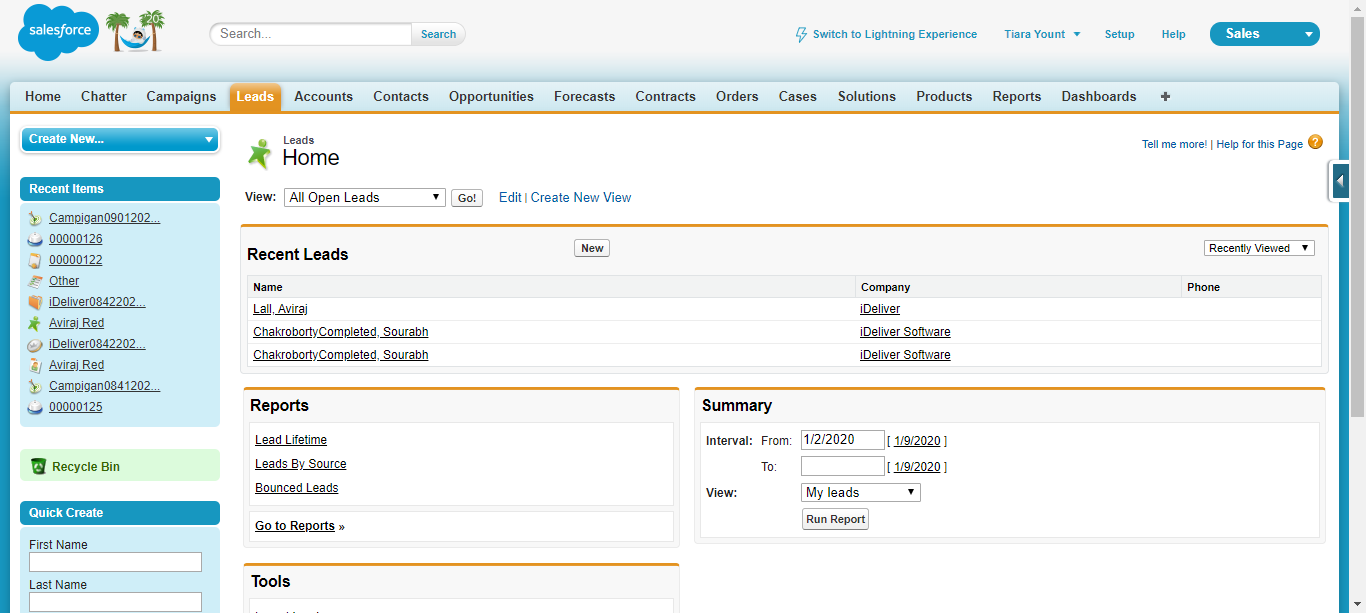 salesforce
20
Search...
Search
Switch to Lightning Experience
Tiara Yount
Setup
Help
Sales
Home Chatter Campaigns Leads Accounts Contacts Opportunities Forecasts Contracts Orders Cases Solutions Products Reports Dashboards +
Create New...
Recent Items
Campigan0901202...
00000126
00000122
Other
iDeliver0842202...
Aviraj Red
iDeliver0842202...
Aviraj Red
Campigan0841202...
00000125
Recycle Bin
Quick Create
First Name
Last Name
Leads
Home
Tell me more! | Help for this Page ?
View: All Open Leads Go! Edit | Create New View
Recent Leads New Recently Viewed
Name Company Phone
Lall, Aviraj iDeliver
ChakrobortyCompleted, Sourabh iDeliver Software
ChakrobortyCompleted, Sourabh iDeliver Software
Reports
Lead Lifetime
Leads By Source
Bounced Leads
Go to Reports »
Summary
Interval: From: 1/2/2020 [ 1/9/2020 ]
To: [ 1/9/2020 ]
View: My leads
Run Report
Tools